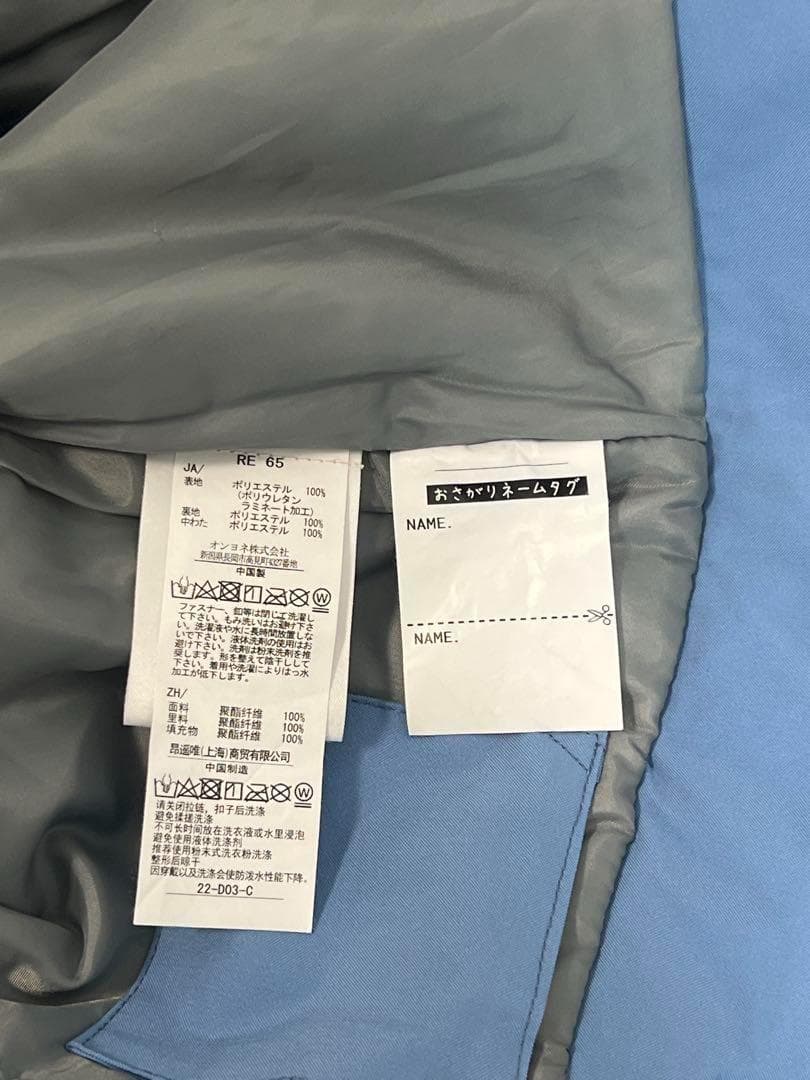 RE 65
JA/
表地 ポリエステル 100%
(ポリウレタン
ラミネート加工)
裏地 ポリエステル 100%
中わた ポリエステル 100%
オンヨネ株式会社
新潟県長岡市高見町4327番地
中国製
ファスナー、釦等は閉じて洗濯し
て下さい。もみ洗いはお避け下さ
い。洗濯液や水に長時間放置しな
いで下さい。液体洗剤の使用はお
避け下さい。洗剤は粉末洗剤を推
奨します。形を整えて陰干しして
下さい。着用や洗濯によりはっ水
加工が低下します。
ZH/
面料 聚酯纤维 100%
里料 聚酯纤维 100%
填充物 聚酯纤维 100%
昂遥唯(上海)商贸有限公司
中国制造
请关闭拉链，扣子后洗涤
避免揉搓洗涤
不可长时间放在洗衣液或水里浸泡
避免使用液体洗涤剂
推荐使用粉末式洗衣粉洗涤
整形后晾干
因穿戴以及洗涤会使防泼水性能下降。
22-D03-C
おさがりネームタグ
NAME.
NAME.